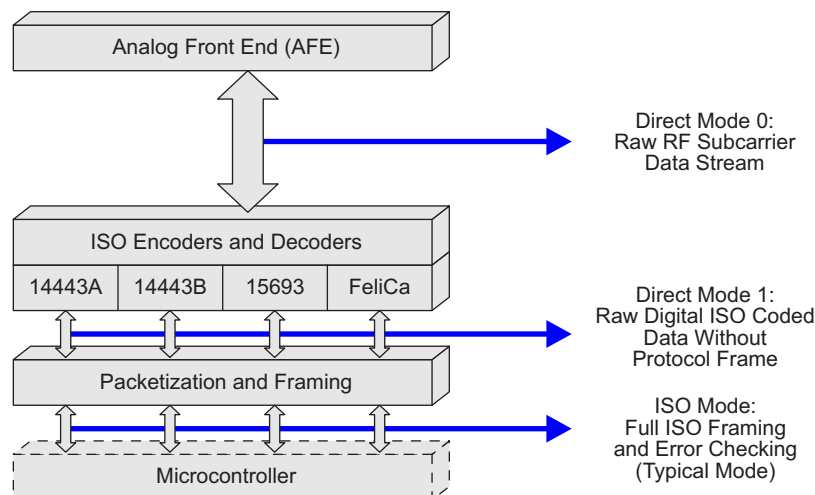 Analog Front End (AFE)
Direct Mode 0:
Raw RF Subcarrier
Data Stream
ISO Encoders and Decoders
14443A 14443B 15693 FeliCa
Direct Mode 1:
Raw Digital ISO Coded
Data Without
Protocol Frame
Packetization and Framing
ISO Mode:
Full ISO Framing
and Error Checking
(Typical Mode)
Microcontroller